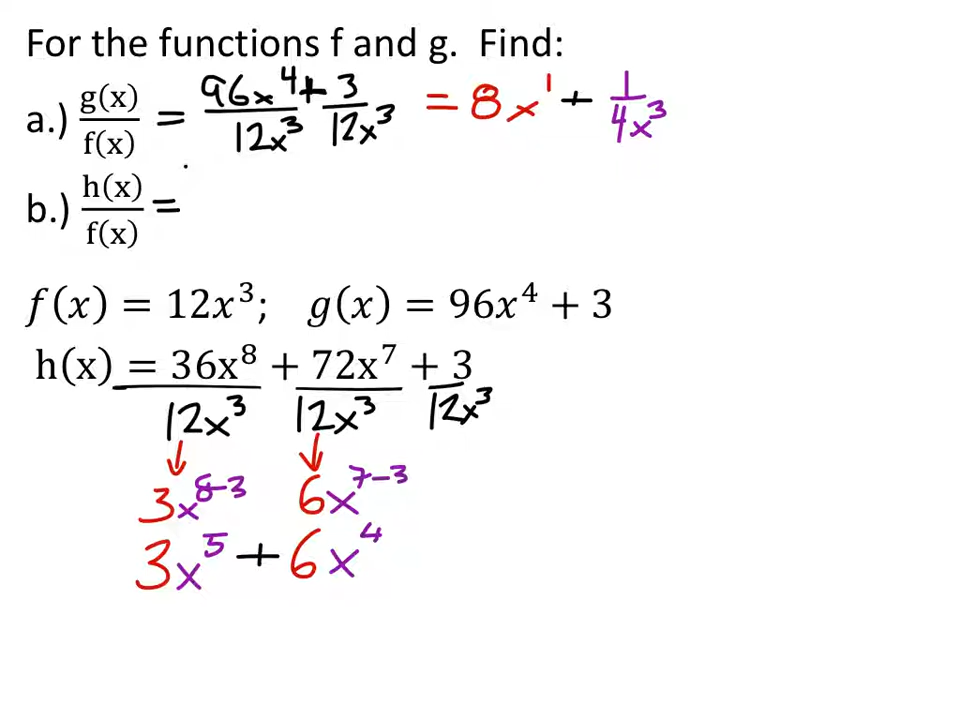 For the functions f and g. Find:
a.) g(x)/f(x) = 96x⁴/12x³ + 3/12x³ = 8x¹ + 1/4x³
b.) h(x)/f(x) =
f(x) = 12x³; g(x) = 96x⁴ + 3
h(x) = 36x⁸ + 72x⁷ + 3
12x³ 12x³ 12x³
3x⁸⁻³ 6x⁷⁻³
3x⁵ + 6x⁴